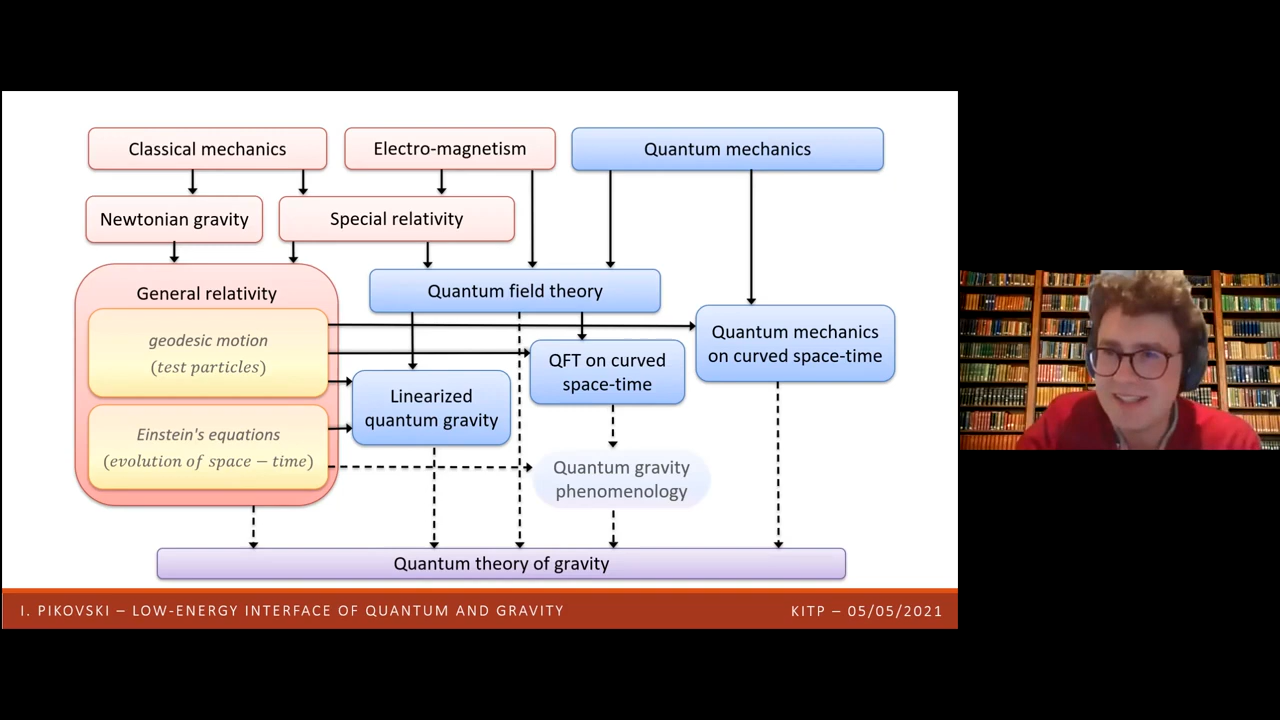 Classical mechanics
Electro-magnetism
Quantum mechanics
Newtonian gravity
Special relativity
General relativity
Quantum field theory
geodesic motion
(test particles)
Quantum mechanics
on curved space-time
QFT on curved
space-time
Linearized
quantum gravity
Einstein's equations
(evolution of space − time)
Quantum gravity
phenomenology
Quantum theory of gravity
I. PIKOVSKI – LOW-ENERGY INTERFACE OF QUANTUM AND GRAVITY
KITP – 05/05/2021